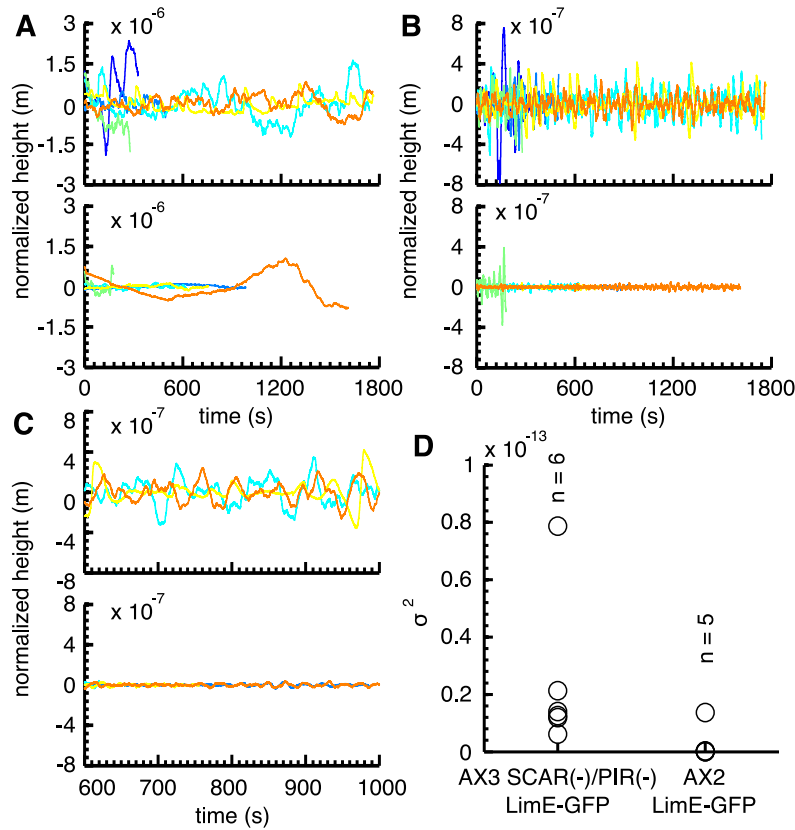 A
x 10^-6
3
1.5
0
-1.5
-3
normalized height (m)
x 10^-6
1.5
0
-1.5
-3
0
600
1200
1800
time (s)
B
x 10^-7
8
4
0
-4
-8
normalized height (m)
x 10^-7
4
0
-4
-8
0
600
1200
1800
time (s)
C
x 10^-7
8
4
0
-4
-8
normalized height (m)
x 10^-7
8
4
0
-4
-8
600
700
800
900
1000
time (s)
D
x 10^-13
1
0.8
0.6
0.4
0.2
0
σ^2
n = 6
n = 5
AX3 SCAR(-)/PIR(-)
LimE-GFP
AX2
LimE-GFP